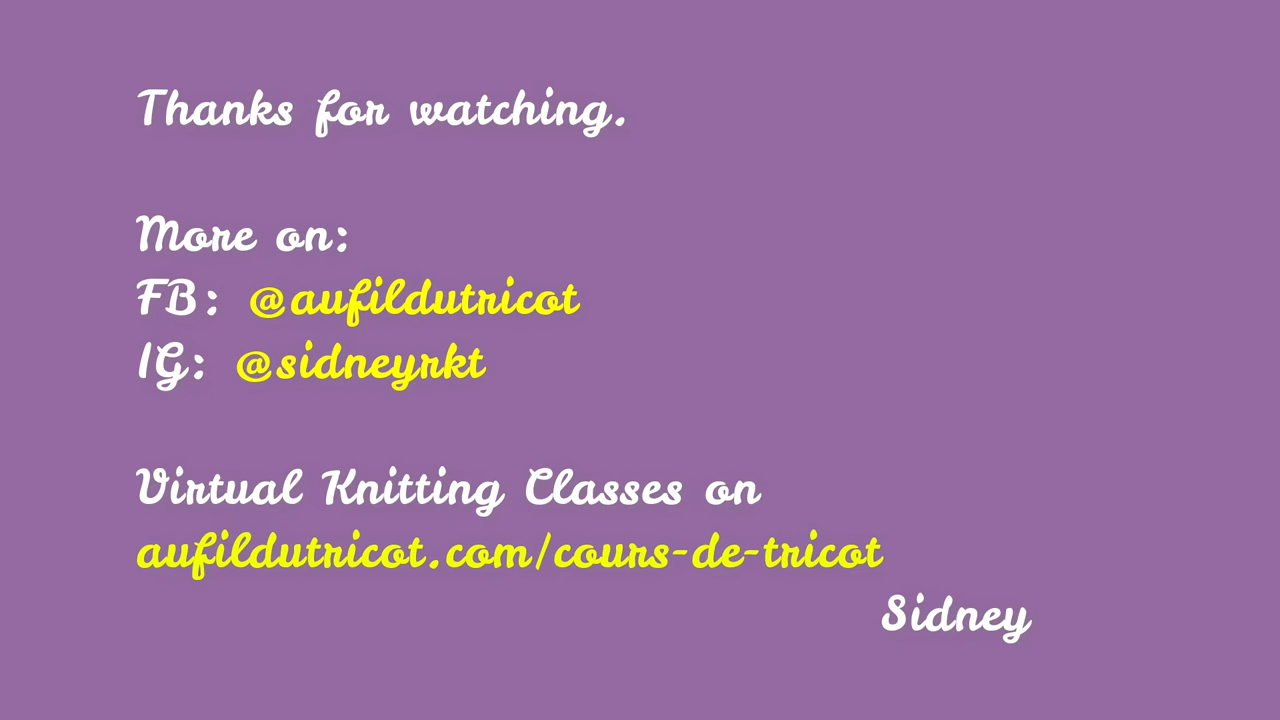 Thanks for watching.
More on:
FB: @aufildutricot
IG: @sidneyrkt
Virtual Knitting Classes on
aufildutricot.com/cours-de-tricot
Sidney